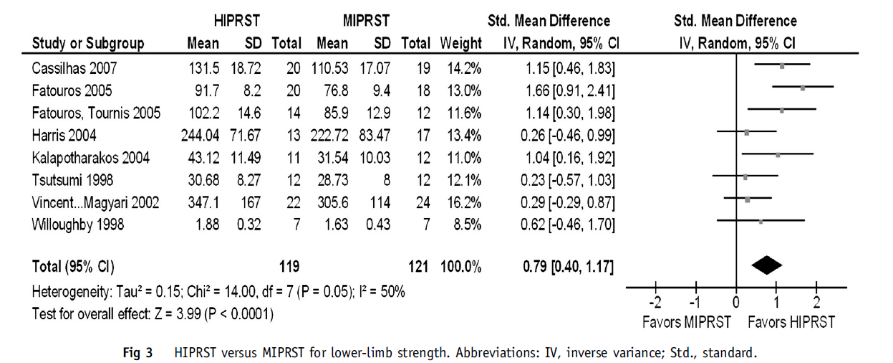 HIPRST MIPRST Std. Mean Difference Std. Mean Difference
Study or Subgroup Mean SD Total Mean SD Total Weight IV, Random, 95% CI IV, Random, 95% CI
Cassilhas 2007 131.5 18.72 20 110.53 17.07 19 14.2% 1.15 [0.46, 1.83]
Fatouros 2005 91.7 8.2 20 76.8 9.4 18 13.3% 1.66 [0.91, 2.41]
Fatouros, Tournis 2005 102.2 14.6 14 85.9 12.9 12 11.6% 1.14 [0.30, 1.98]
Harris 2004 244.04 71.67 13 222.72 83.47 17 13.4% 0.26 [-0.46, 0.99]
Kalapotharakos 2004 43.12 11.49 11 31.54 10.03 12 11.0% 1.04 [0.16, 1.92]
Tsutsumi 1998 30.68 8.27 12 28.73 8 12 12.1% 0.23 [-0.57, 1.03]
Vincent...Magyari 2002 347.1 167 22 305.6 114 24 16.2% 0.29 [-0.29, 0.87]
Willoughby 1998 1.88 0.32 7 1.63 0.43 7 8.5% 0.62 [-0.46, 1.70]
Total (95% CI) 119 121 100.0% 0.79 [0.40, 1.17]
Heterogeneity: Tau² = 0.15; Chi² = 14.00, df = 7 (P = 0.05); I² = 50%
Test for overall effect: Z = 3.99 (P < 0.0001)
-2 -1 0 1 2
Favors MIPRST Favors HIPRST
Fig 3 HIPRST versus MIPRST for lower-limb strength. Abbreviations: IV, inverse variance; Std., standard.